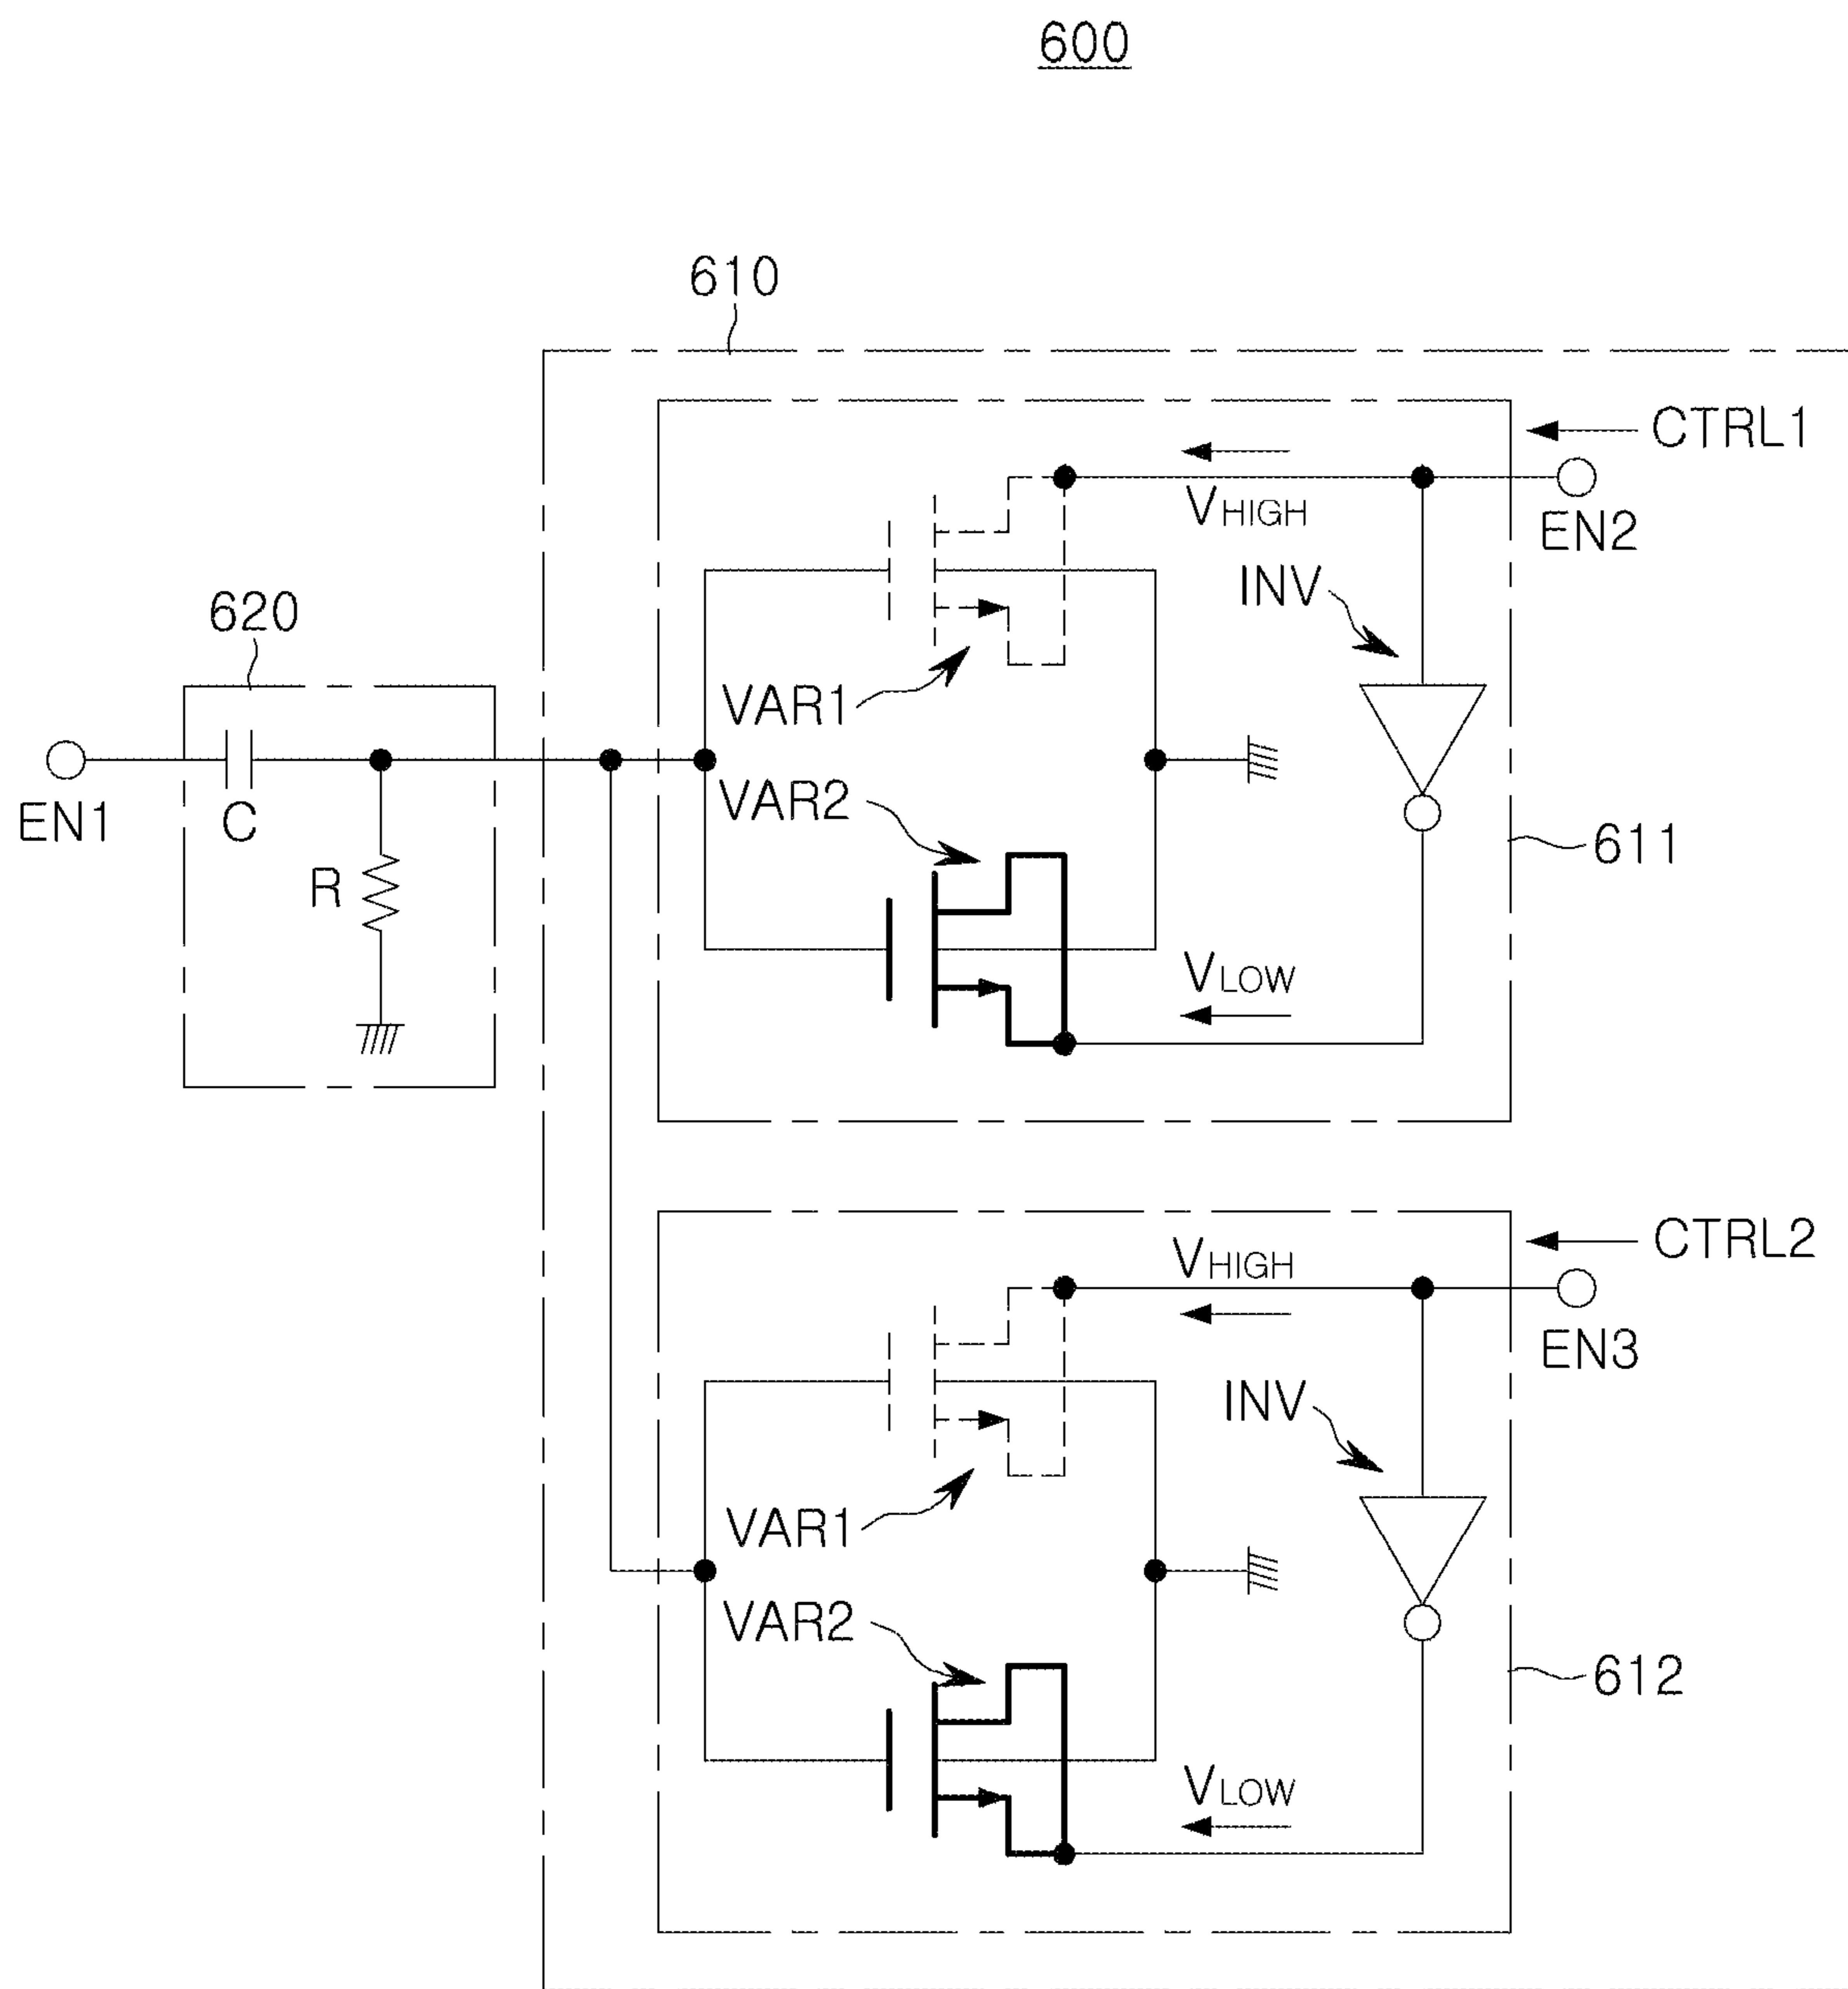 600
610
CTRL1
VHIGH
EN2
INV
620
VAR1
VAR2
EN1
C
R
611
VLOW
CTRL2
VHIGH
EN3
INV
VAR1
VAR2
612
VLOW